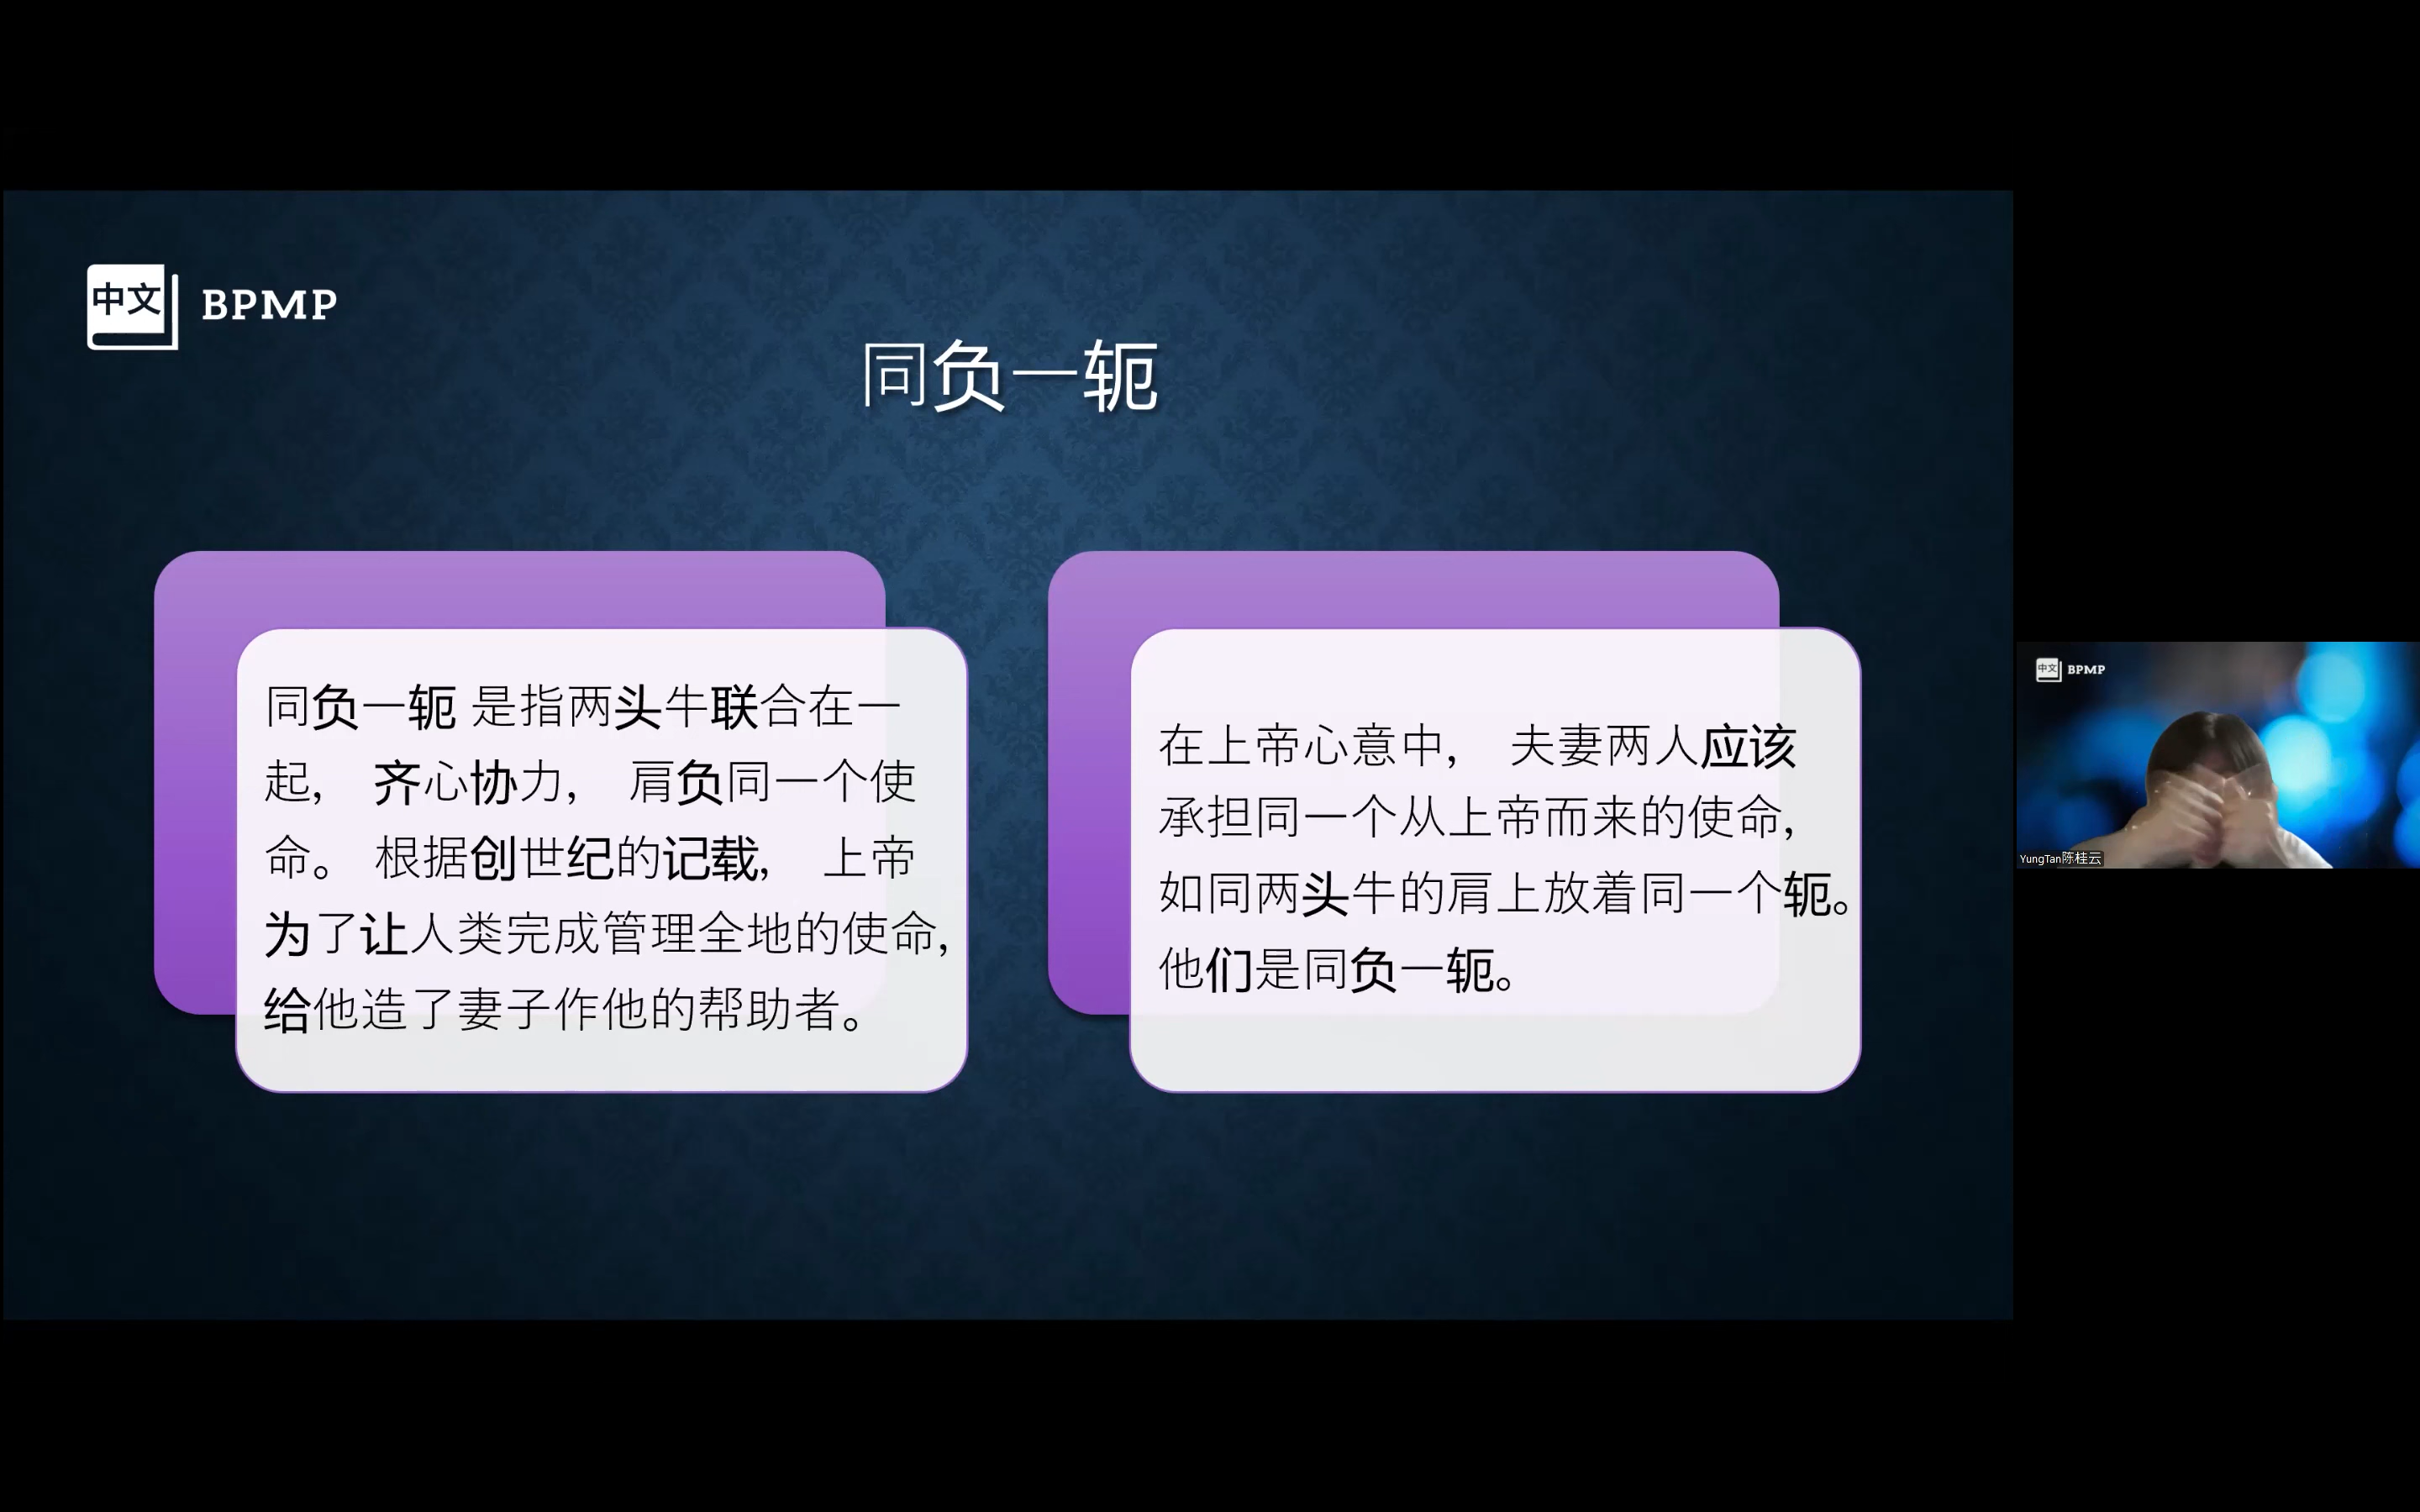 中文 BPMP
同负一轭
同负一轭 是指两头牛联合在一
起, 齐心协力, 肩负同一个使
命。 根据创世纪的记载, 上帝
为了让人类完成管理全地的使命,
给他造了妻子作他的帮助者。
在上帝心意中, 夫妻两人应该
承担同一个从上帝而来的使命,
如同两头牛的肩上放着同一个轭。
他们是同负一轭。
中文 BPMP
YungTan陈桂云